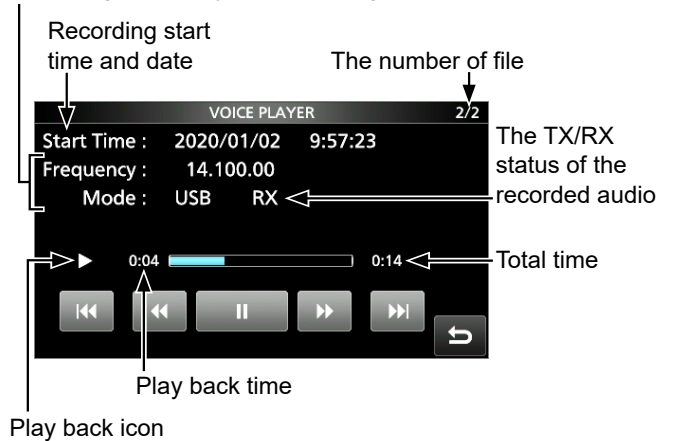 Recording start
time and date
The number of file
VOICE PLAYER 2/2
Start Time : 2020/01/02 9:57:23
Frequency : 14.100.00
Mode : USB RX
The TX/RX
status of the
recorded audio
0:04 0:14
Total time
Play back time
Play back icon